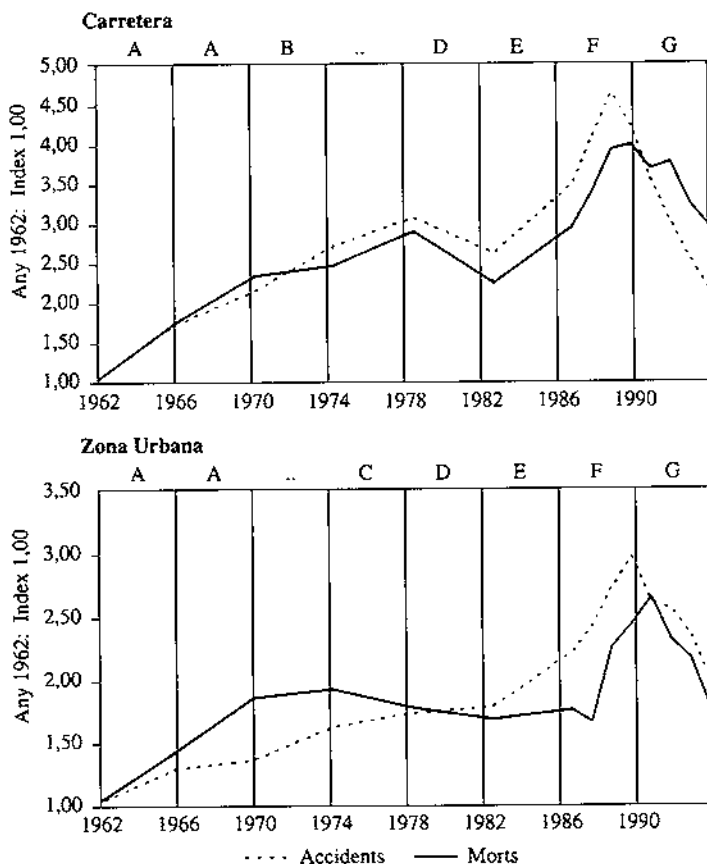 Carretera
A A B .. D E F G
5,00
4,50
4,00
3,50
3,00
2,50
2,00
1,50
1,00
Any 1962: Index 1,00
1962 1966 1970 1974 1978 1982 1986 1990
Zona Urbana
A A .. C D E F G
3,50
3,00
2,50
2,00
1,50
1,00
Any 1962: Index 1,00
1962 1966 1970 1974 1978 1982 1986 1990
Accidents Morts